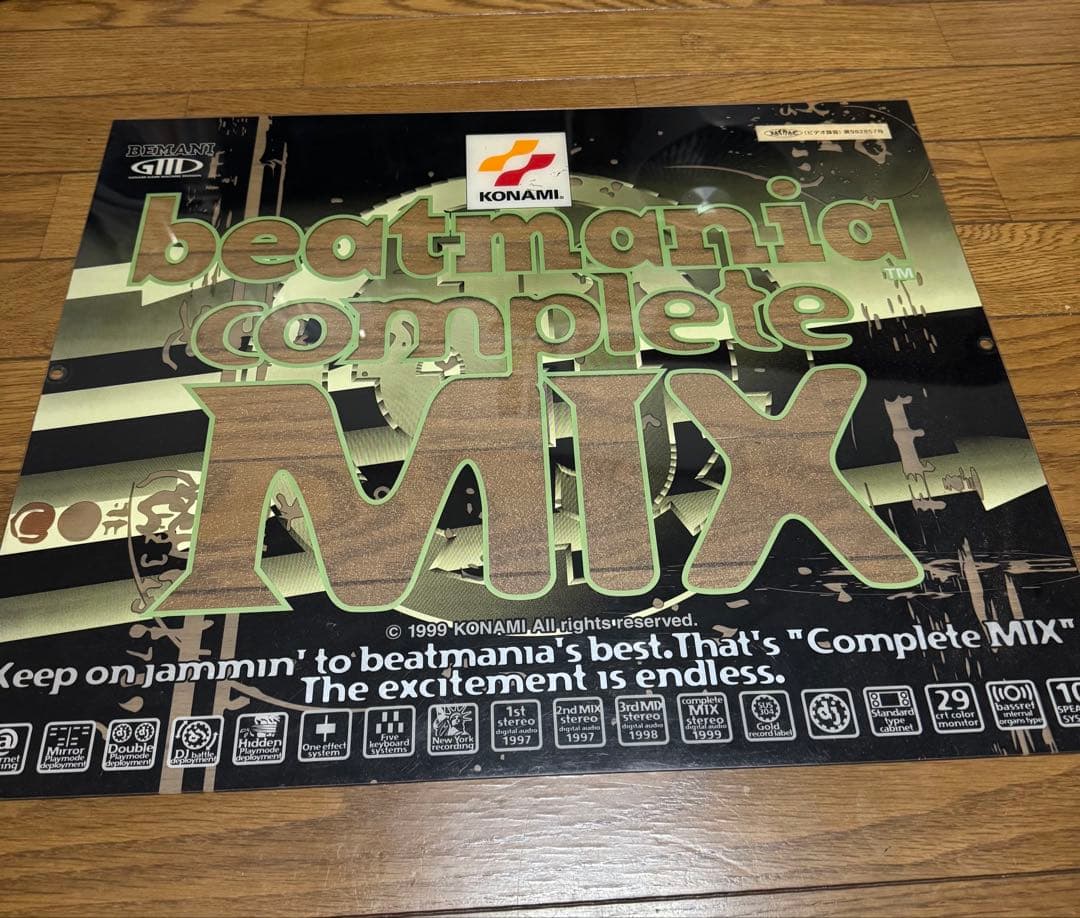 BEMANI
GMD
KONAMI
beatmania
TM
complete
MIX
© 1999 KONAMI All rights reserved.
Keep on jammin' to beatmania's best. That's "Complete MIX"
The excitement is endless.
Mirror Playmode deployment
Double Playmode deployment
DJ battle deployment
Hidden Playmode deployment
One effect system
Five keyboard systems
New York recording
1st stereo digital audio 1997
2nd MIX stereo digital audio 1997
3rd MIX stereo digital audio 1998
complete MIX stereo digital audio 1999
SUS 304 Gold record label
dj
Standard type cabinet
29 crt color monitor
bassref internal organs type